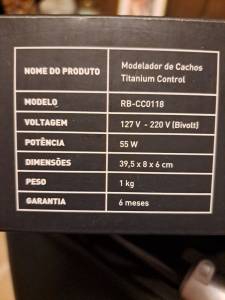 NOME DO PRODUTO Modelador de Cachos
Titanium Control
MODELO RB-CC0118
VOLTAGEM 127 V - 220 V (Bivolt)
POTÊNCIA 55 W
DIMENSÕES 39,5 x 8 x 6 cm
PESO 1 kg
GARANTIA 6 meses